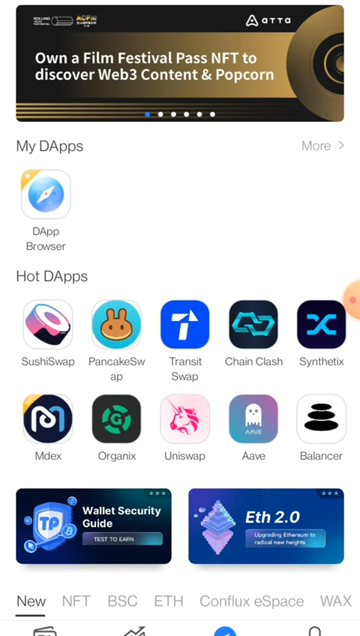 ATTA
Own a Film Festival Pass NFT to
discover Web3 Content & Popcorn
My DApps
More
DApp
Browser
Hot DApps
SushiSwap
PancakeSw
ap
Transit
Swap
Chain Clash
Synthetix
Mdex
Organix
Uniswap
AAVE
Aave
Balancer
TP
Wallet Security
Guide
TEST TO EARN
Eth 2.0
Upgrading Ethereum to
radical new heights
New
NFT
BSC
ETH
Conflux eSpace
WAX